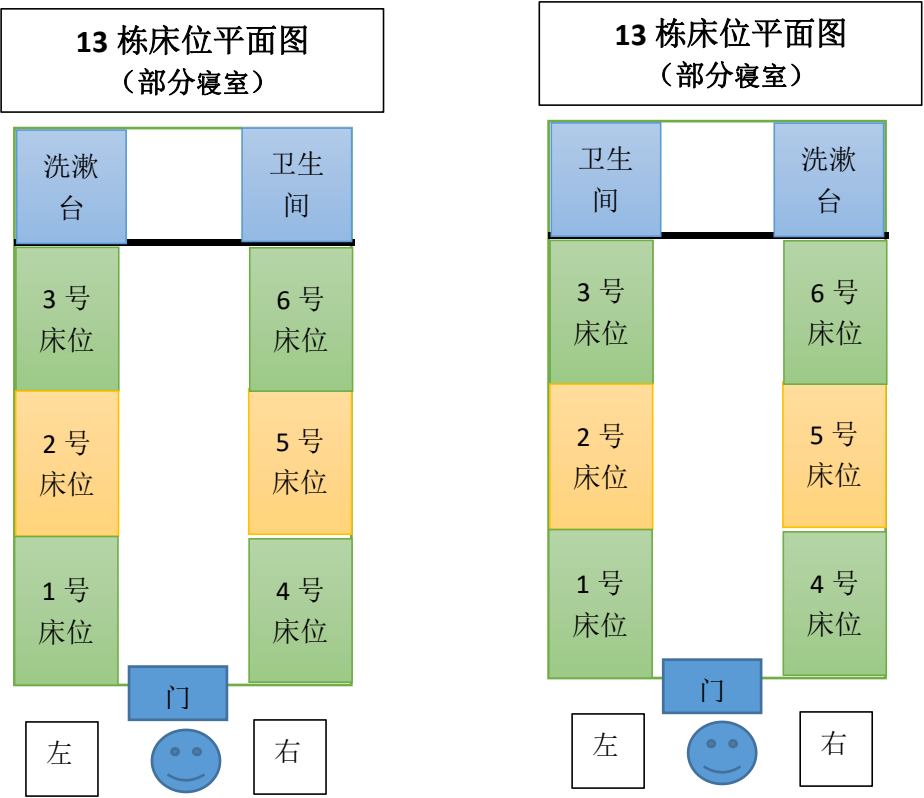 13 栋床位平面图
（部分寝室）
洗漱
台
卫生
间
3 号
床位
6 号
床位
2 号
床位
5 号
床位
1 号
床位
4 号
床位
门
左
右
13 栋床位平面图
（部分寝室）
卫生
间
洗漱
台
3 号
床位
6 号
床位
2 号
床位
5 号
床位
1 号
床位
4 号
床位
门
左
右